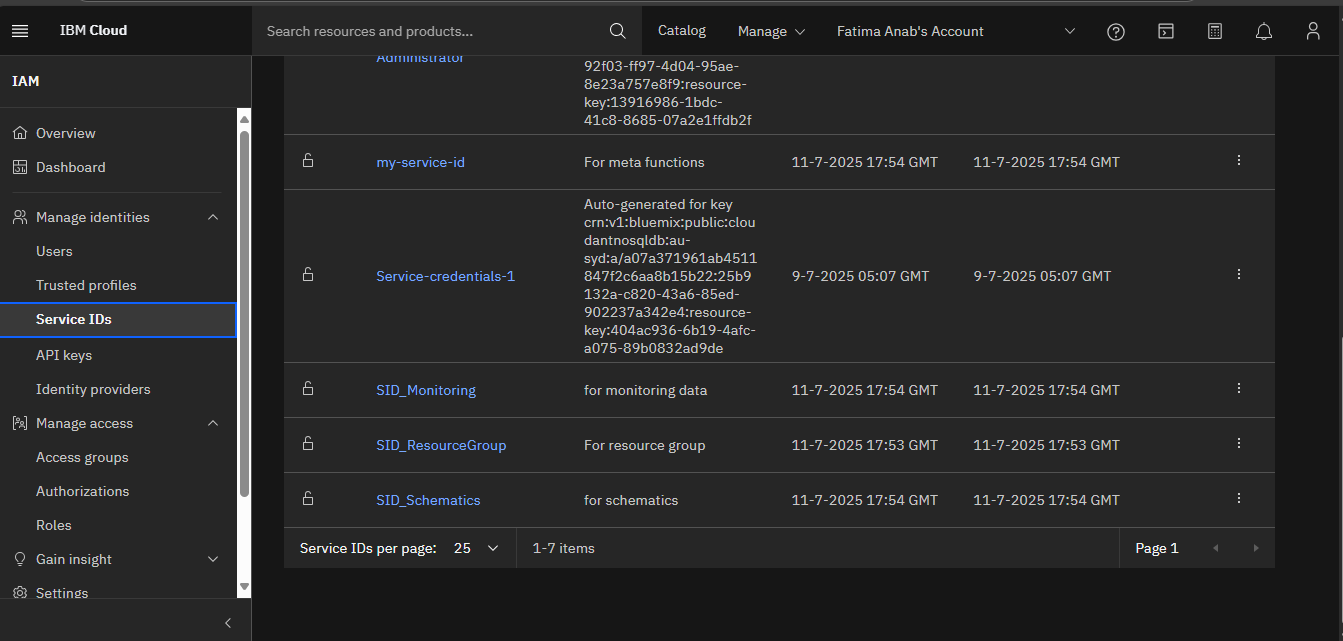 IBM Cloud
Search resources and products...
Catalog
Manage
Fatima Anab's Account
IAM
Overview
Dashboard
Manage identities
Users
Trusted profiles
Service IDs
API keys
Identity providers
Manage access
Access groups
Authorizations
Roles
Gain insight
Settings
Administrator
92f03-ff97-4d04-95ae-
8e23a757e8f9:resource-
key:13916986-1bdc-
41c8-8685-07a2e1ffdb2f
my-service-id For meta functions 11-7-2025 17:54 GMT 11-7-2025 17:54 GMT
Auto-generated for key
crn:v1:bluemix:public:clou
dantnosqldb:au-
syd:a/a07a371961ab4511
Service-credentials-1 847f2c6aa8b15b22:25b9 9-7-2025 05:07 GMT 9-7-2025 05:07 GMT
132a-c820-43a6-85ed-
902237a342e4:resource-
key:404ac936-6b19-4afc-
a075-89b0832ad9de
SID_Monitoring for monitoring data 11-7-2025 17:54 GMT 11-7-2025 17:54 GMT
SID_ResourceGroup For resource group 11-7-2025 17:53 GMT 11-7-2025 17:53 GMT
SID_Schematics for schematics 11-7-2025 17:54 GMT 11-7-2025 17:54 GMT
Service IDs per page: 25 1-7 items Page 1